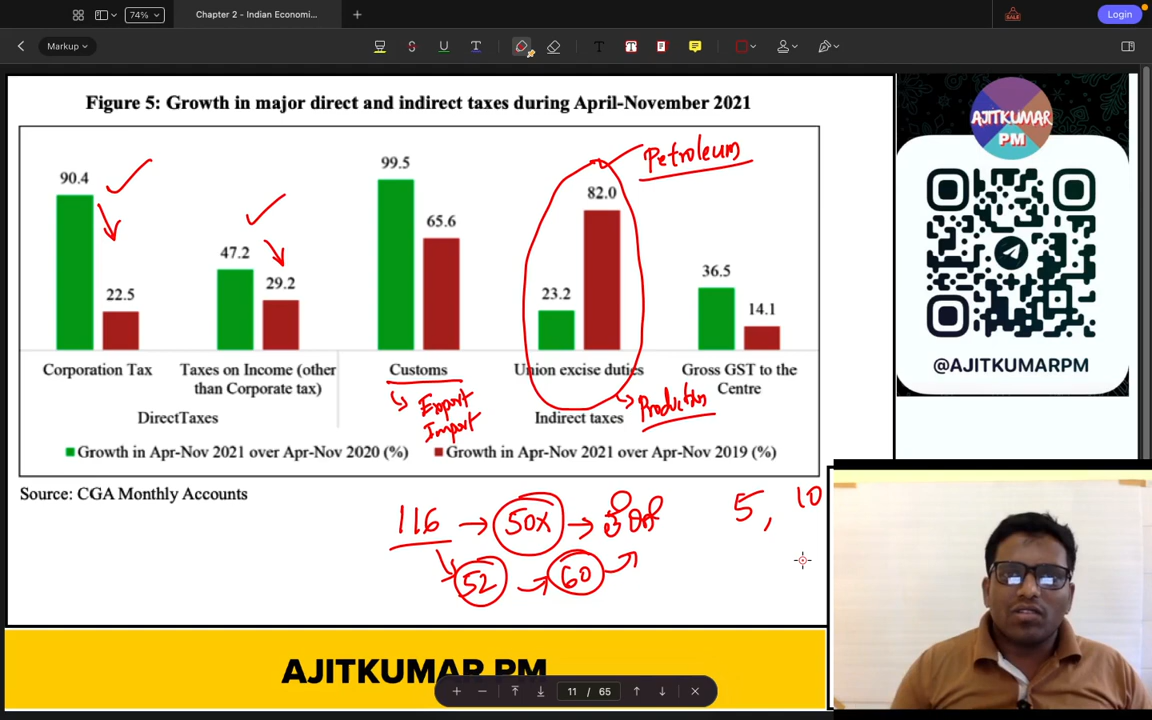 74%
Chapter 2 - Indian Economi...
SALE
Login
Markup
Figure 5: Growth in major direct and indirect taxes during April-November 2021
Petroleum
90.4
22.5
47.2
29.2
99.5
65.6
23.2
82.0
36.5
14.1
Corporation Tax
Taxes on Income (other
than Corporate tax)
Customs
Union excise duties
Gross GST to the
Centre
Export
Import
Production
DirectTaxes
Indirect taxes
Growth in Apr-Nov 2021 over Apr-Nov 2020 (%)
Growth in Apr-Nov 2021 over Apr-Nov 2019 (%)
Source: CGA Monthly Accounts
116 → 50x →
52 → 60
5, 10
AJITKUMAR
PM
@AJITKUMARPM
AJITKUMAR PM
11 / 65